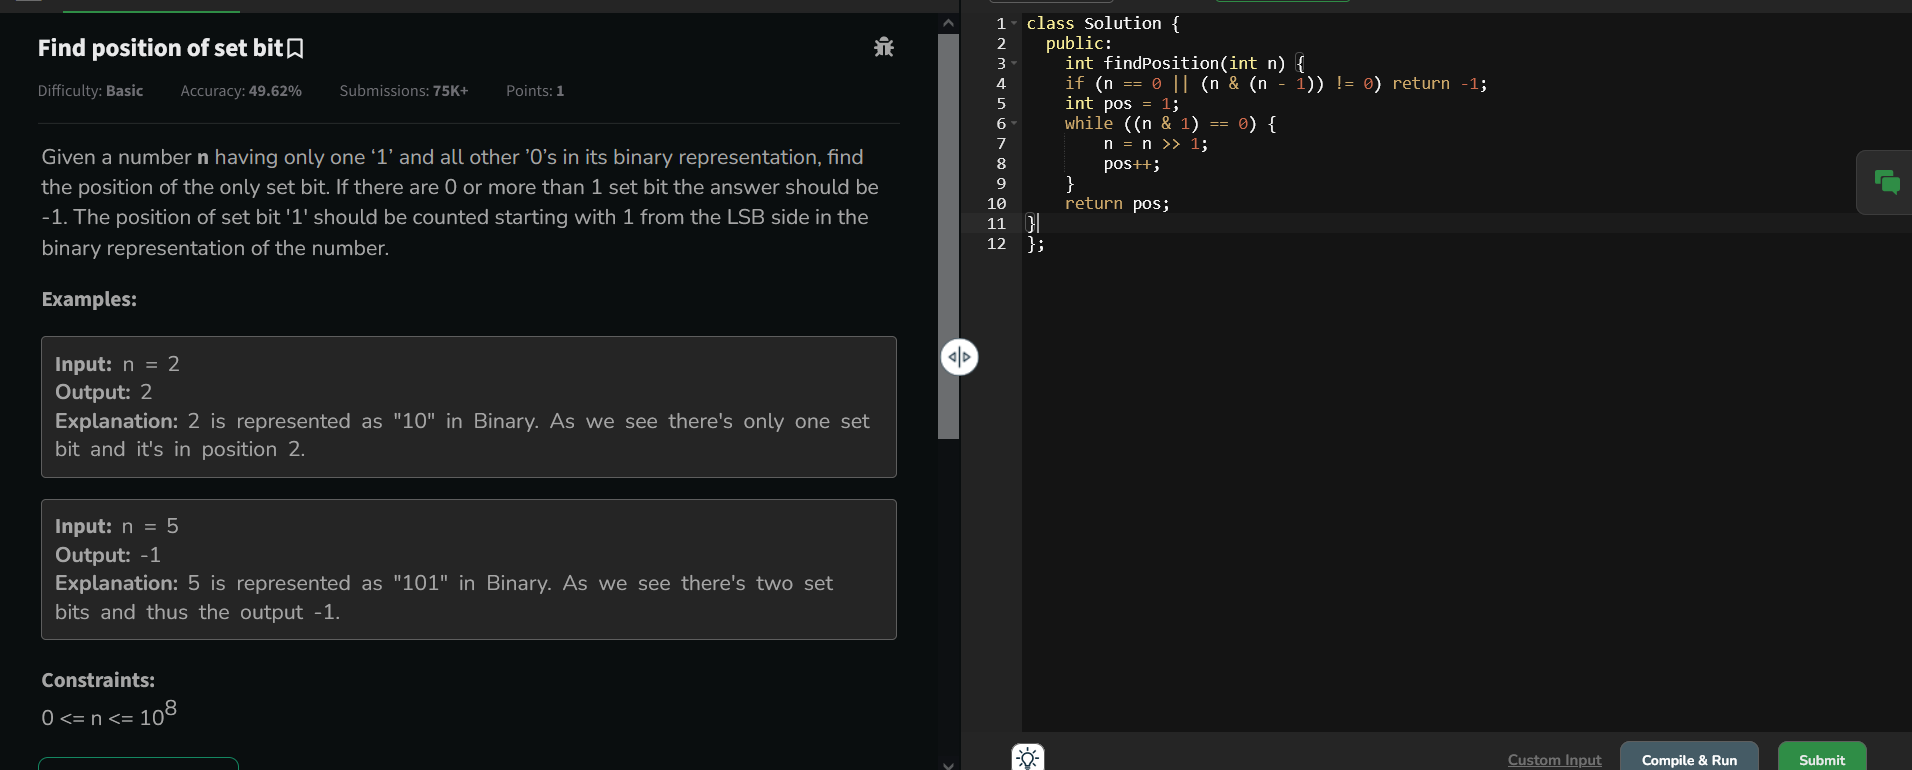 Find position of set bit
Difficulty: Basic Accuracy: 49.62% Submissions: 75K+ Points: 1
Given a number n having only one ‘1’ and all other ’0’s in its binary representation, find
the position of the only set bit. If there are 0 or more than 1 set bit the answer should be
-1. The position of set bit '1' should be counted starting with 1 from the LSB side in the
binary representation of the number.
Examples:
Input: n = 2
Output: 2
Explanation: 2 is represented as "10" in Binary. As we see there's only one set
bit and it's in position 2.
Input: n = 5
Output: -1
Explanation: 5 is represented as "101" in Binary. As we see there's two set
bits and thus the output -1.
Constraints:
0 <= n <= 10^8
1 class Solution {
2   public:
3     int findPosition(int n) {
4     if (n == 0 || (n & (n - 1)) != 0) return -1;
5     int pos = 1;
6     while ((n & 1) == 0) {
7         n = n >> 1;
8         pos++;
9     }
10     return pos;
11 }
12 };
Custom Input Compile & Run Submit